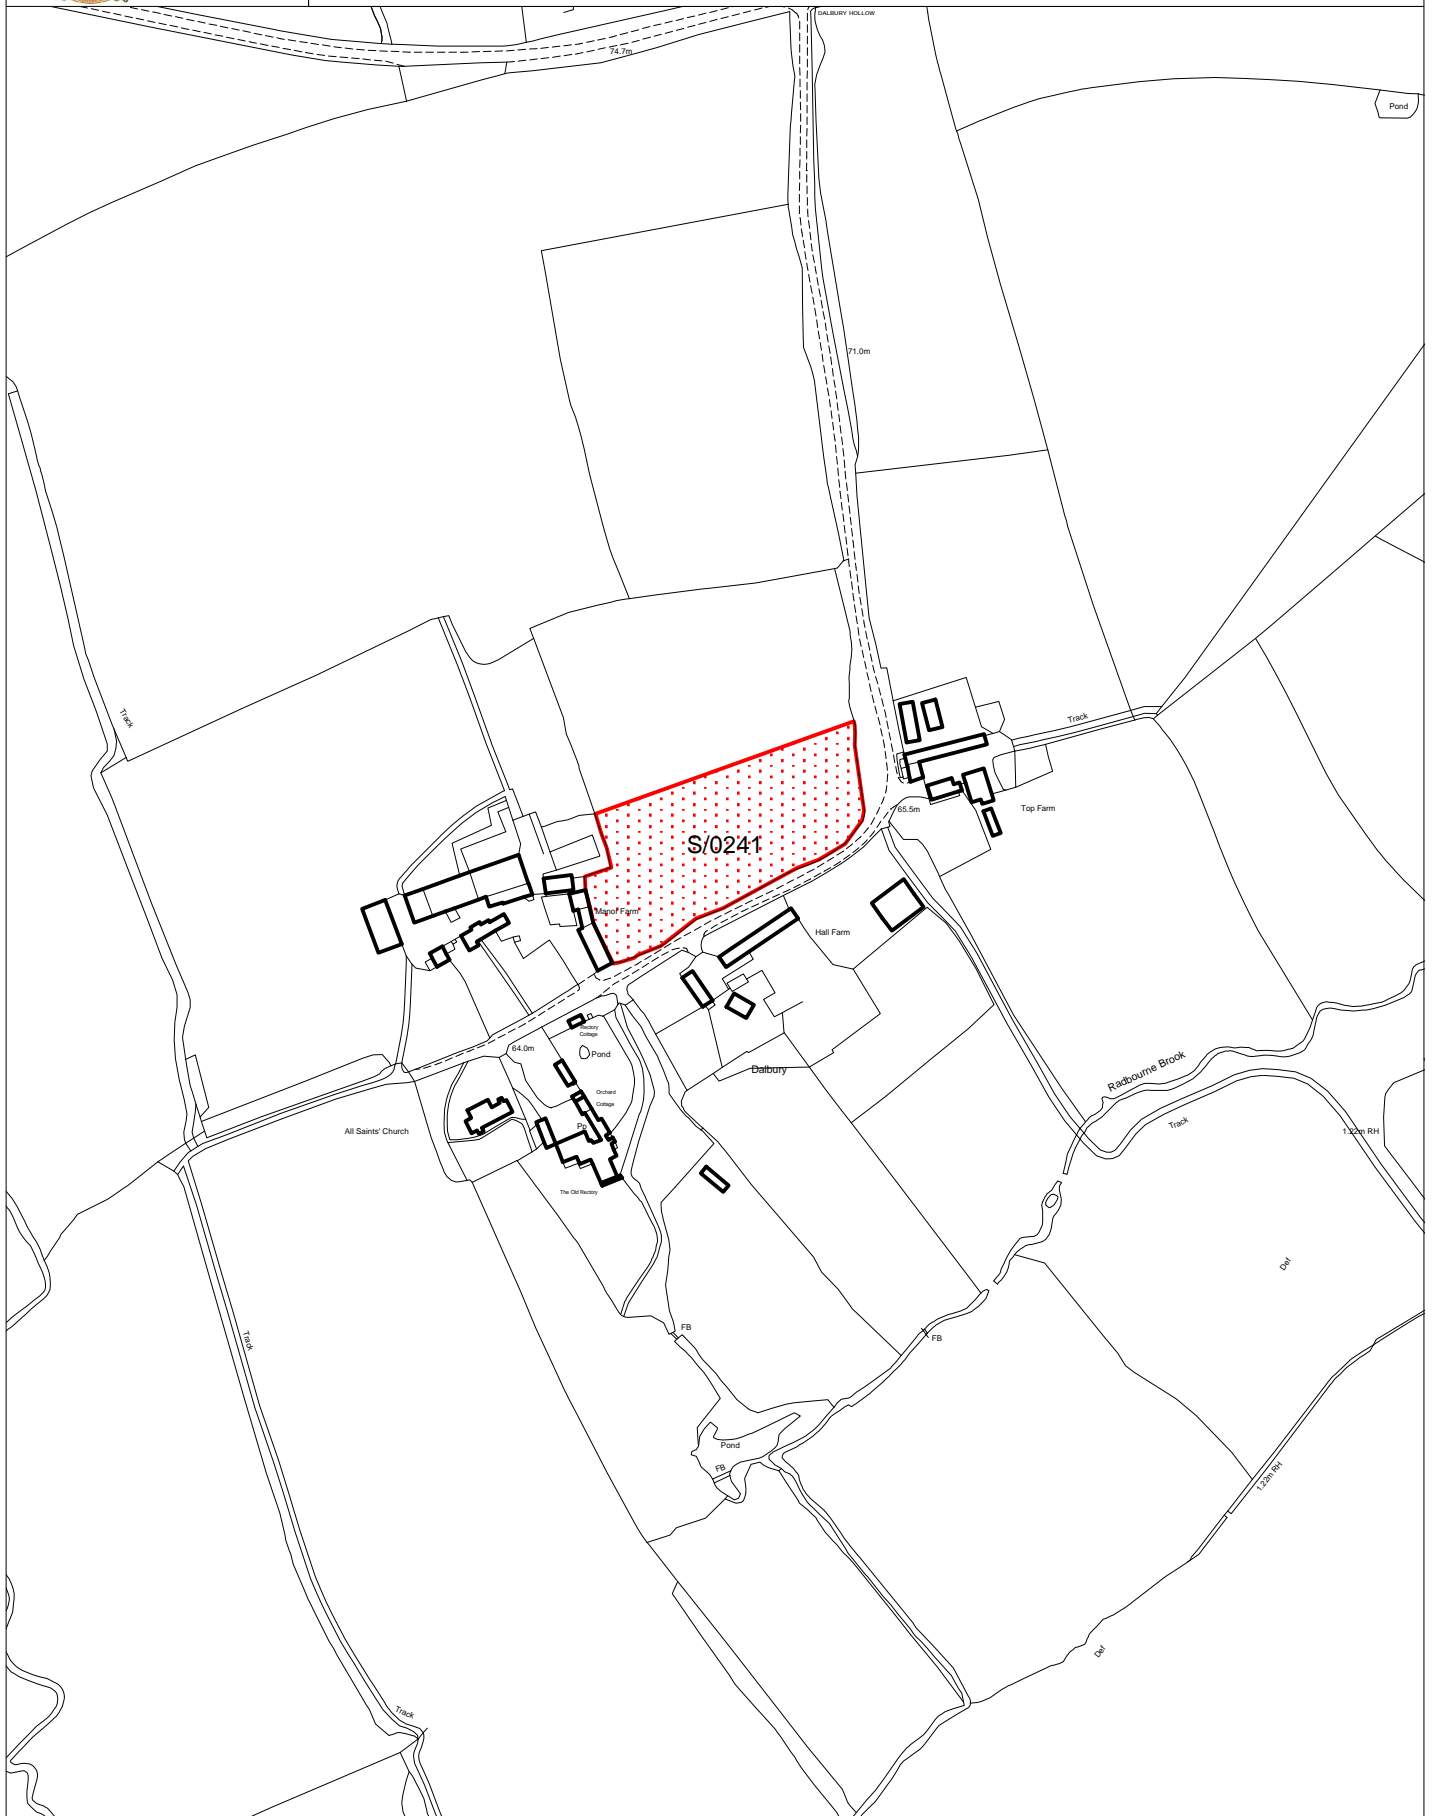 DALBURY HOLLOW
74.7m
Pond
71.0m
Track
Track
Top Farm
65.5m
S/0241
Manor Farm
Hall Farm
Rectory
Cottage
64.0m
Pond
Dalbury
Radbourne Brook
Orchard
Cottage
Pp
All Saints' Church
Track
1.22m RH
The Old Rectory
Def
Track
FB
FB
Pond
FB
1.22m RH
Def
Track